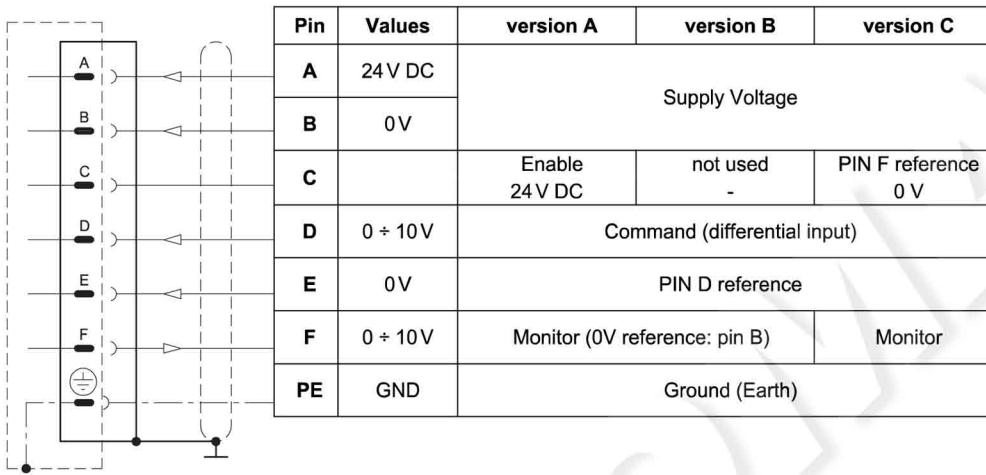 Pin Values version A version B version C
A 24 V DC Supply Voltage
B 0 V
C Enable 24 V DC not used - PIN F reference 0 V
D 0 ÷ 10 V Command (differential input)
E 0 V PIN D reference
F 0 ÷ 10 V Monitor (0V reference: pin B) Monitor
PE GND Ground (Earth)
A
B
C
D
E
F